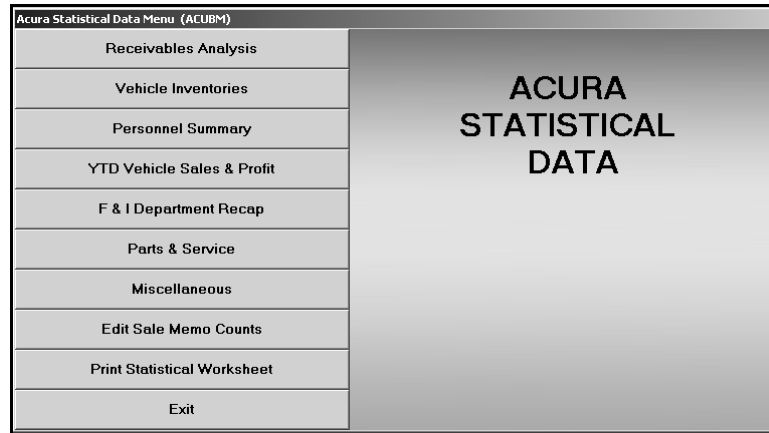 Acura Statistical Data Menu (ACUBM)
Receivables Analysis
Vehicle Inventories
Personnel Summary
YTD Vehicle Sales & Profit
F & I Department Recap
Parts & Service
Miscellaneous
Edit Sale Memo Counts
Print Statistical Worksheet
Exit
ACURA
STATISTICAL
DATA